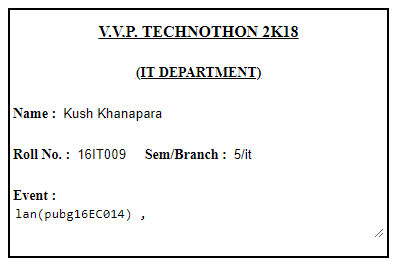 V.V.P. TECHNOTHON 2K18
(IT DEPARTMENT)
Name : Kush Khanapara
Roll No. : 16IT009 Sem/Branch : 5/it
Event :
lan(pubg16EC014) ,